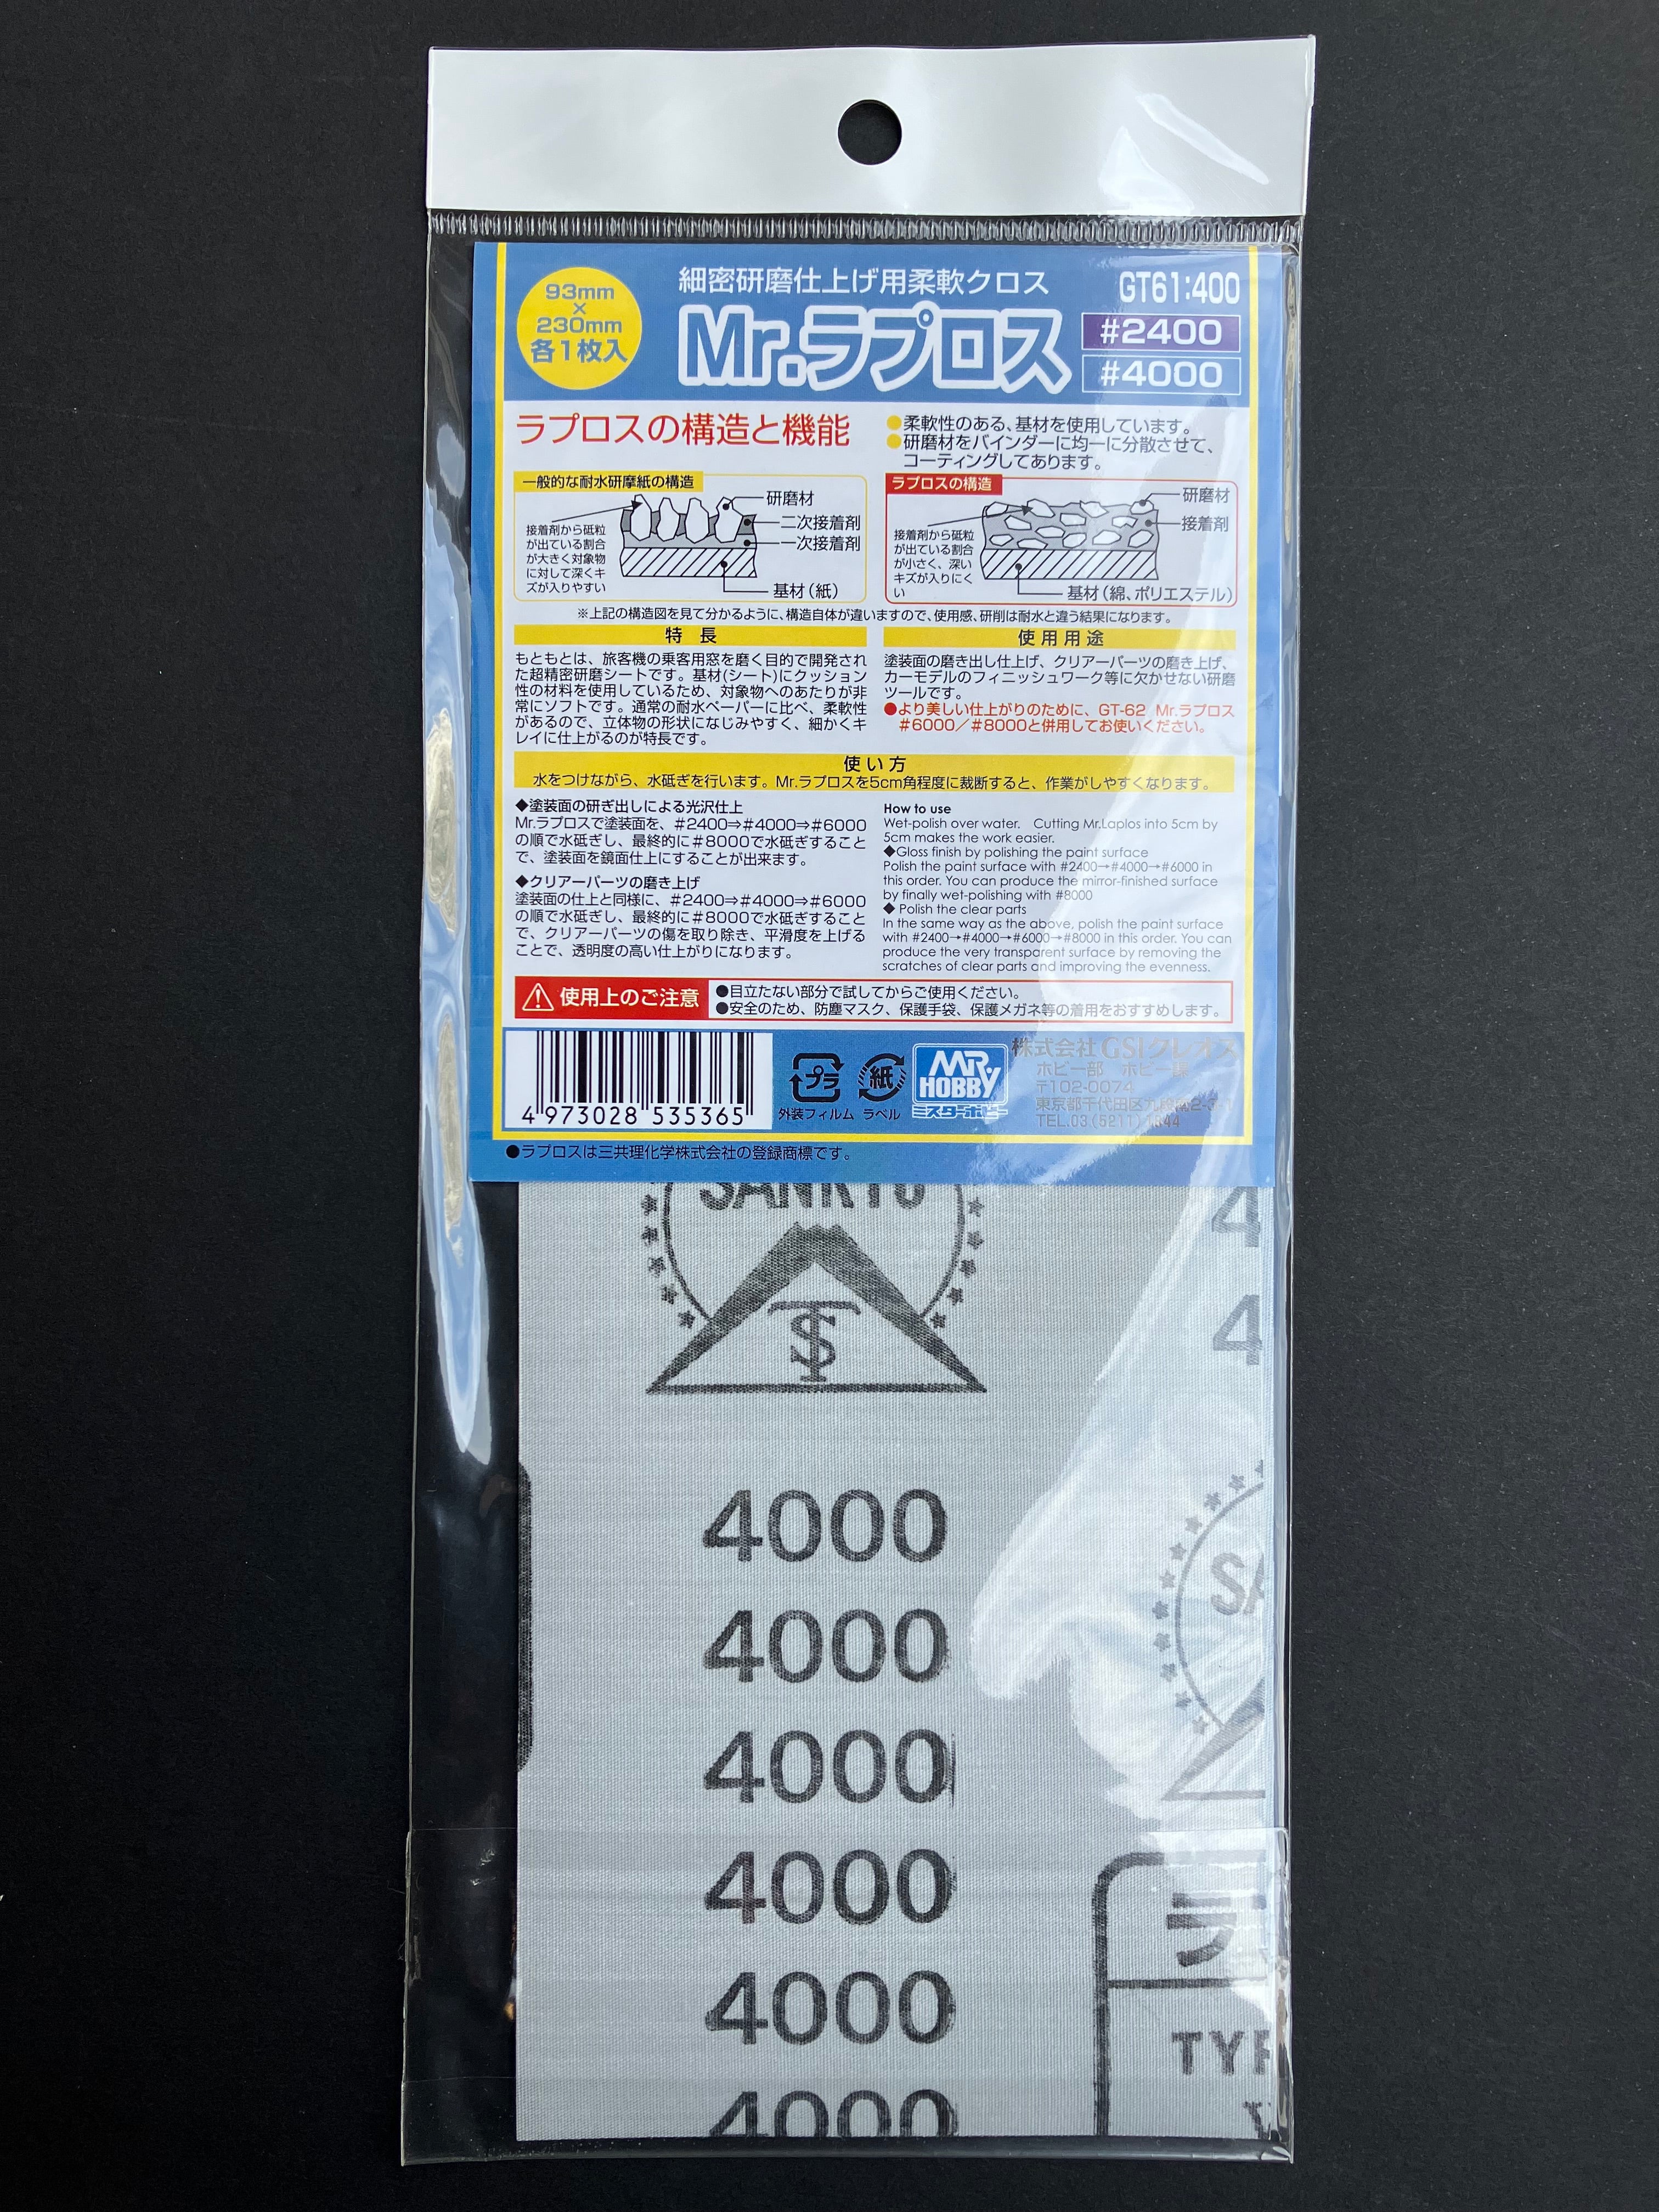 93mm
×
230mm
各1枚入
細密研磨仕上げ用柔軟クロス
GT61:400
Mr.ラプロス
#2400
#4000
ラプロスの構造と機能
●柔軟性のある、基材を使用しています。
●研磨材をバインダーに均一に分散させて、
コーティングしてあります。
一般的な耐水研摩紙の構造
接着剤から砥粒
が出ている割合
が大きく対象物
に対して深くキ
ズが入りやすい
研磨材
二次接着剤
一次接着剤
基材(紙)
ラプロスの構造
接着剤から砥粒
が出ている割合
が小さく、深い
キズが入りにく
い
研磨材
接着剤
基材(綿、ポリエステル)
※上記の構造図を見て分かるように、構造自体が違いますので、使用感、研削は耐水と違う結果になります。
特 長
もともとは、旅客機の乗客用窓を磨く目的で開発され
た超精密研磨シートです。基材(シート)にクッション
性の材料を使用しているため、対象物へのあたりが非
常にソフトです。通常の耐水ペーパーに比べ、柔軟性
があるので、立体物の形状になじみやすく、細かくキ
レイに仕上がるのが特長です。
使用用途
塗装面の磨き出し仕上げ、クリアーパーツの磨き上げ、
カーモデルのフィニッシュワーク等に欠かせない研磨
ツールです。
●より美しい仕上がりのために、GT-62 Mr.ラプロス
#6000/#8000と併用してお使いください。
使い方
水をつけながら、水砥ぎを行います。Mr.ラプロスを5cm角程度に裁断すると、作業がしやすくなります。
◆塗装面の研ぎ出しによる光沢仕上
Mr.ラプロスで塗装面を、#2400⇒#4000⇒#6000
の順で水砥ぎし、最終的に#8000で水砥ぎすること
で、塗装面を鏡面仕上にすることが出来ます。
◆クリアーパーツの磨き上げ
塗装面の仕上と同様に、#2400⇒#4000⇒#6000
の順で水砥ぎし、最終的に#8000で水砥ぎすること
で、クリアーパーツの傷を取り除き、平滑度を上げる
ことで、透明度の高い仕上がりになります。
How to use
Wet-polish over water. Cutting Mr.Laplos into 5cm by
5cm makes the work easier.
◆Gloss finish by polishing the paint surface
Polish the paint surface with #2400→#4000→#6000 in
this order. You can produce the mirror-finished surface
by finally wet-polishing with #8000
◆ Polish the clear parts
In the same way as the above, polish the paint surface
with #2400→#4000→#6000→#8000 in this order. You can
produce the very transparent surface by removing the
scratches of clear parts and improving the evenness.
使用上のご注意
●目立たない部分で試してからご使用ください。
●安全のため、防塵マスク、保護手袋、保護メガネ等の着用をおすすめします。
4 973028 535365
プラ
外装フィルム
紙
ラベル
MR HOBBY
ミスターホビー
株式会社GSIクレオス
ホビー部 ホビー課
〒102-0074
東京都千代田区九段南
TEL.03(5211)1844
●ラプロスは三共理化学株式会社の登録商標です。
SANKYO
TS
4
4
4000
4000
4000
4000
4000
4000
SA
ラ
TYP